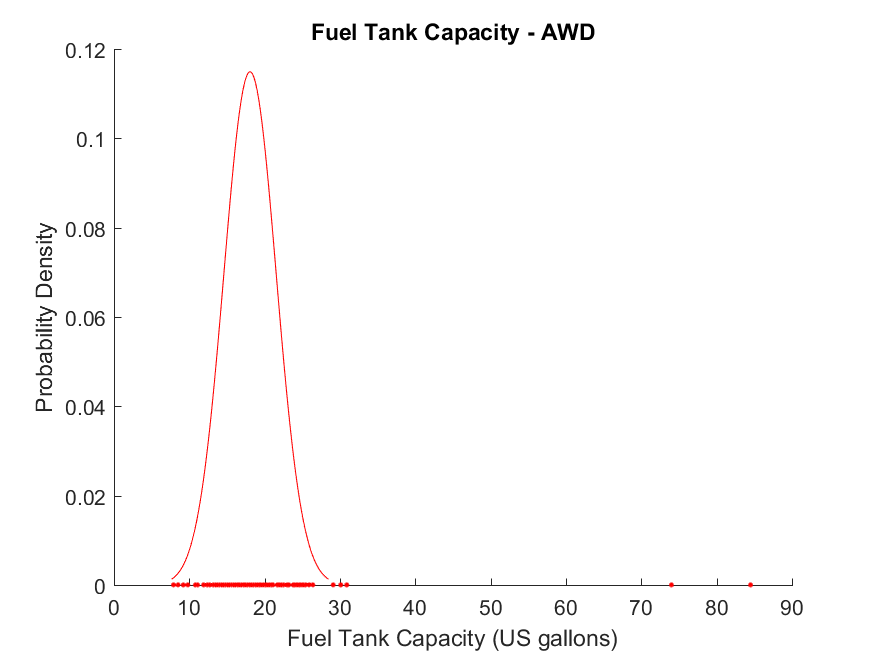 Fuel Tank Capacity - AWD
0.12
0.1
0.08
0.06
0.04
0.02
0
Probability Density
0 10 20 30 40 50 60 70 80 90
Fuel Tank Capacity (US gallons)